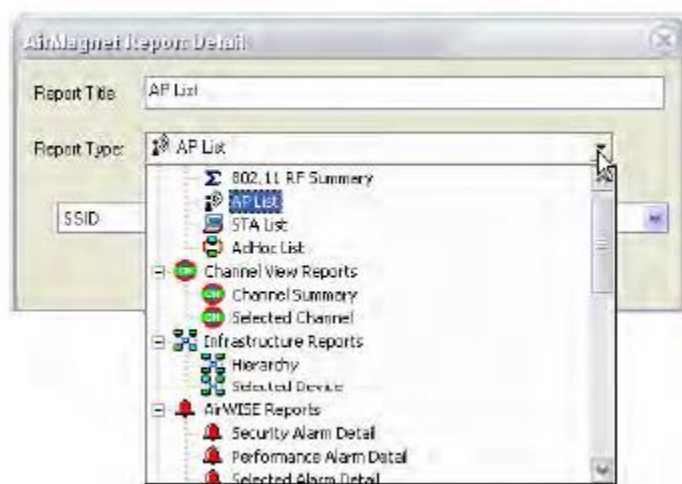 AirMagnet Report Detail
Report Title
AP List
Report Type:
AP List
802.11 RF Summary
AP List
SSID
STA List
AdHoc List
Channel View Reports
Channel Summary
Selected Channel
Infrastructure Reports
Hierarchy
Selected Device
AirWISE Reports
Security Alarm Detail
Performance Alarm Detail
Selected Alarm Detail